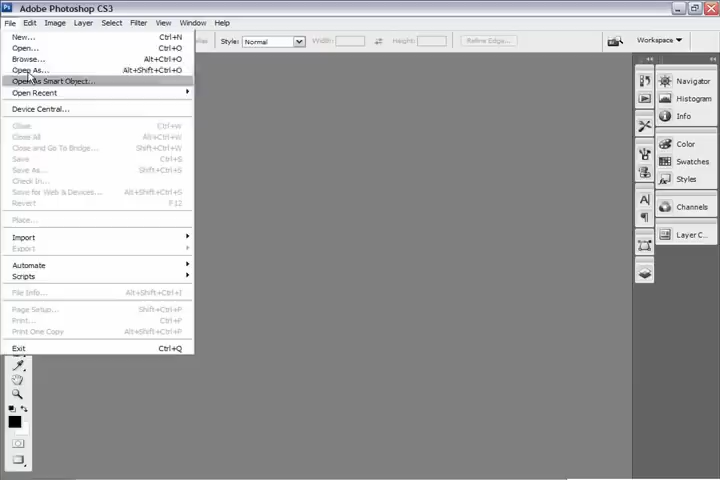 Adobe Photoshop CS3
File Edit Image Layer Select Filter View Window Help
New... Ctrl+N
Style: Normal Width: Height: Refine Edge... Workspace
Open... Ctrl+O
Browse... Alt+Ctrl+O
Open As... Alt+Shift+Ctrl+O
Open As Smart Object...
Open Recent
Device Central...
Close Ctrl+W
Close All Alt+Ctrl+W
Close and Go To Bridge... Shift+Ctrl+W
Save Ctrl+S
Save As... Shift+Ctrl+S
Check In...
Save for Web & Devices... Alt+Shift+Ctrl+S
Revert F12
Place...
Import
Export
Automate
Scripts
File Info... Alt+Shift+Ctrl+I
Page Setup... Shift+Ctrl+P
Print... Ctrl+P
Print One Copy Alt+Shift+Ctrl+P
Exit Ctrl+Q
Navigator
Histogram
Info
Color
Swatches
Styles
Channels
Layer C...